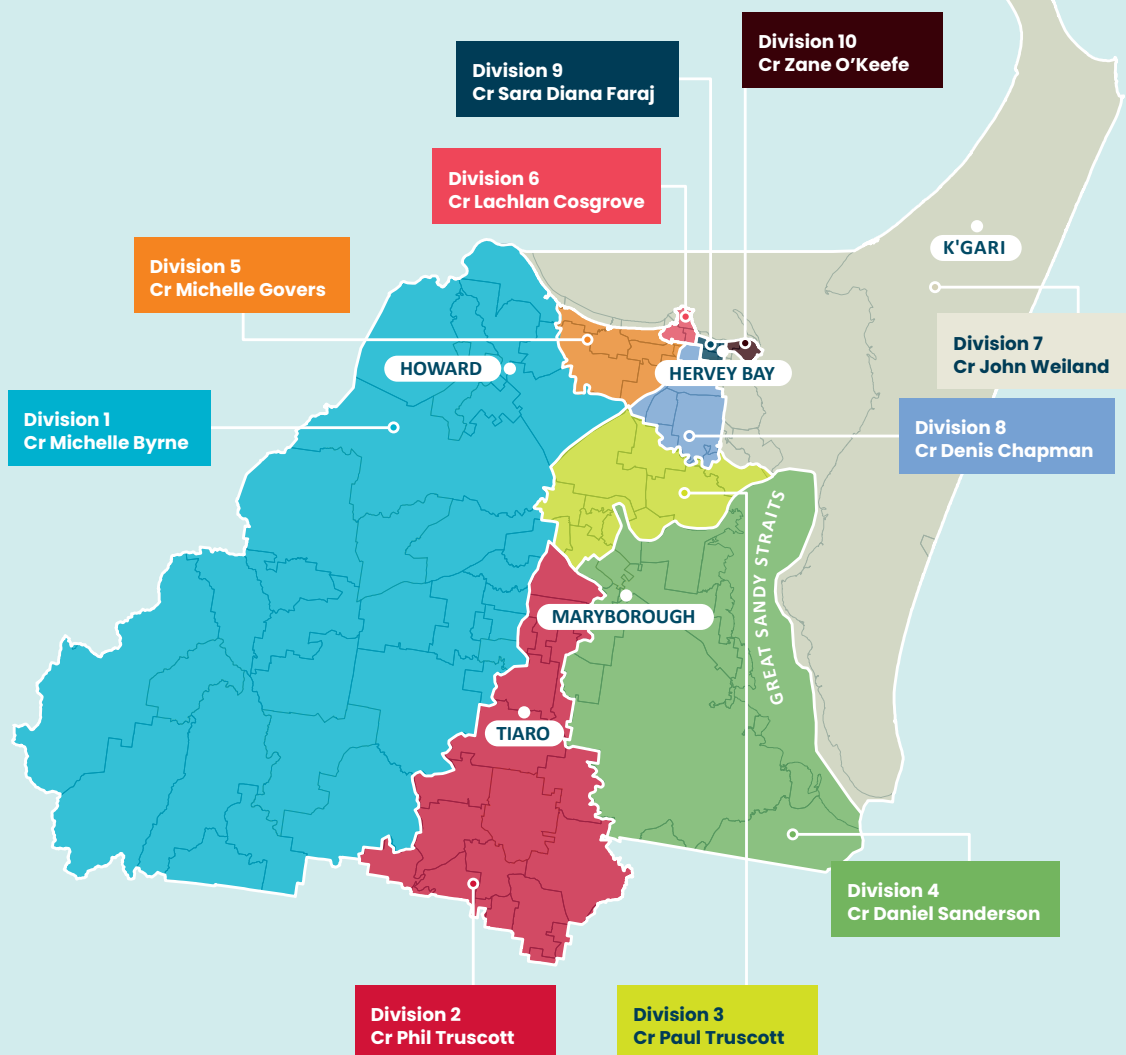 Division 10
Cr Zane O’Keefe
Division 9
Cr Sara Diana Faraj
Division 6
Cr Lachlan Cosgrove
K'GARI
Division 5
Cr Michelle Govers
Division 7
Cr John Weiland
HOWARD
HERVEY BAY
Division 1
Cr Michelle Byrne
Division 8
Cr Denis Chapman
GREAT SANDY STRAITS
MARYBOROUGH
TIARO
Division 4
Cr Daniel Sanderson
Division 2
Cr Phil Truscott
Division 3
Cr Paul Truscott